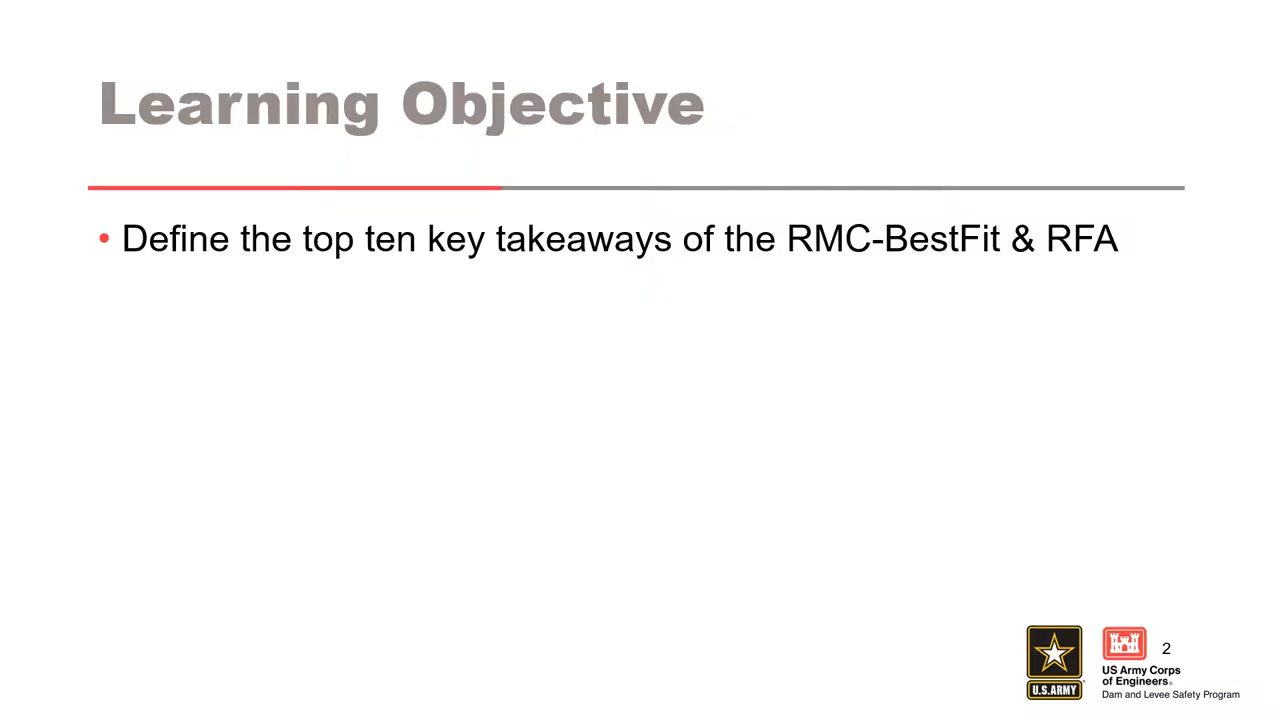 Learning Objective
• Define the top ten key takeaways of the RMC-BestFit & RFA
2
U.S.ARMY
US Army Corps
of Engineers®
Dam and Levee Safety Program